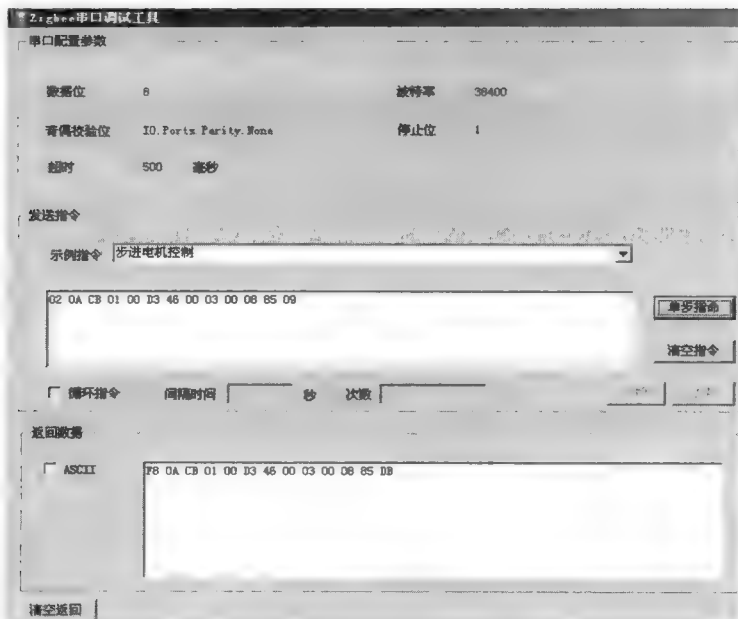 Zigbee串口调试工具
串口配置参数
数据位 8 波特率 38400
奇偶校验位 IO.Ports.Parity.None 停止位 1
超时 500 毫秒
发送指令
示例指令 步进电机控制
02 0A CB 01 00 D3 46 00 03 00 08 85 09
单步指命
清空指令
循环指令 间隔时间 秒 次数
返回数据
ASCII F8 0A CB 01 00 D3 46 00 03 00 08 85 DB
清空返回